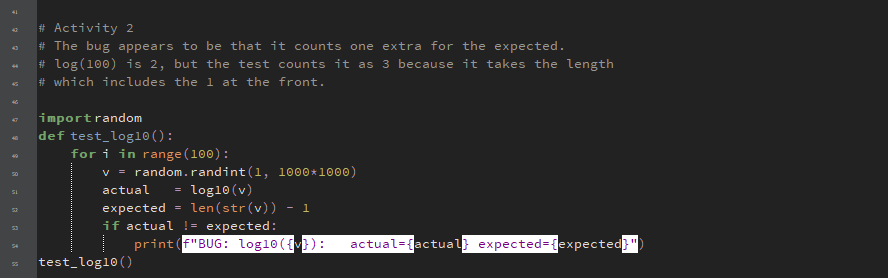 41
42 # Activity 2
43 # The bug appears to be that it counts one extra for the expected.
44 # log(100) is 2, but the test counts it as 3 because it takes the length
45 # which includes the 1 at the front.
46
47 import random
48 def test_log10():
49     for i in range(100):
50         v = random.randint(1, 1000*1000)
51         actual   = log10(v)
52         expected = len(str(v)) - 1
53         if actual != expected:
54             print(f"BUG: log10({v}):   actual={actual} expected={expected}")
55 test_log10()